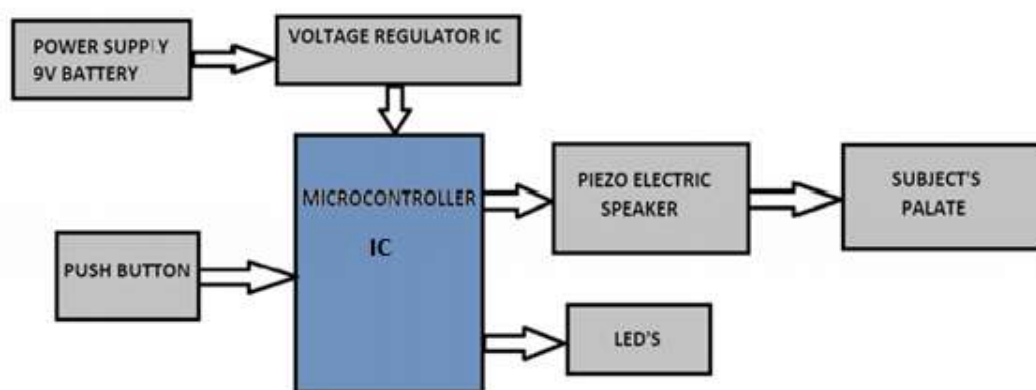 POWER SUPPLY
9V BATTERY
VOLTAGE REGULATOR IC
MICROCONTROLLER
IC
PIEZO ELECTRIC
SPEAKER
SUBJECT'S
PALATE
PUSH BUTTON
LED'S